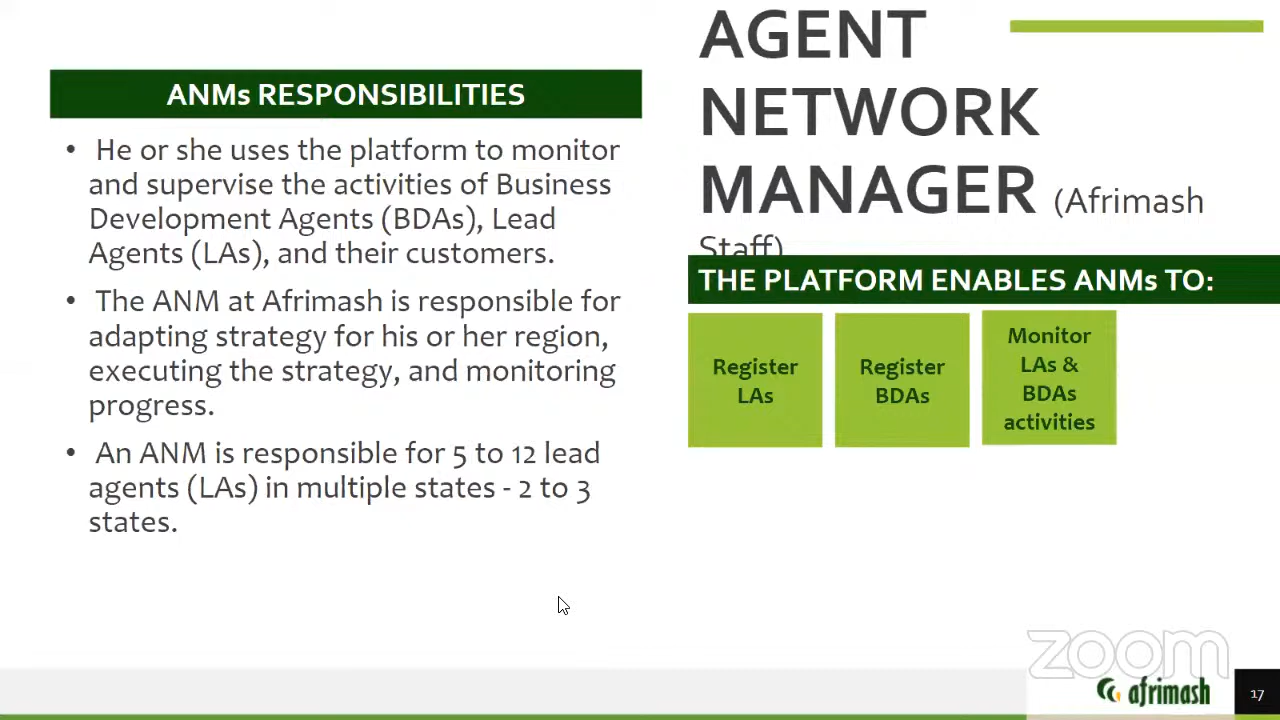 ANMs RESPONSIBILITIES
• He or she uses the platform to monitor
and supervise the activities of Business
Development Agents (BDAs), Lead
Agents (LAs), and their customers.
• The ANM at Afrimash is responsible for
adapting strategy for his or her region,
executing the strategy, and monitoring
progress.
• An ANM is responsible for 5 to 12 lead
agents (LAs) in multiple states - 2 to 3
states.
AGENT
NETWORK
MANAGER (Afrimash
Staff)
THE PLATFORM ENABLES ANMs TO:
Register
LAs
Register
BDAs
Monitor
LAs &
BDAs
activities
zoom
afrimash
17